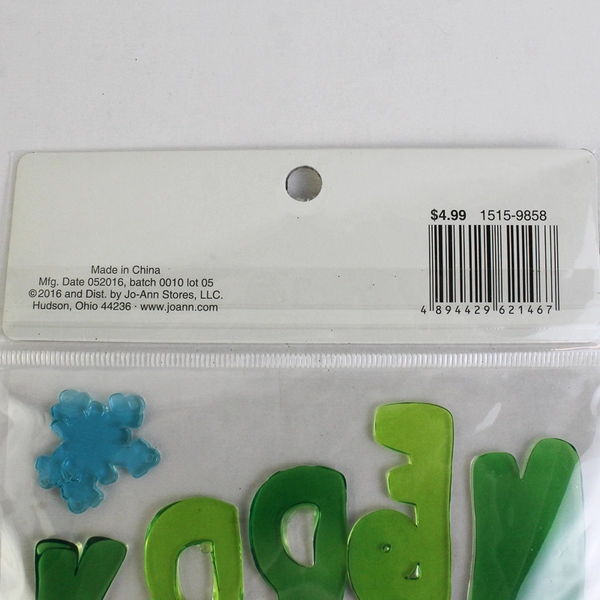 $4.99 1515-9858
4 894429 621467
Made in China
Mfg. Date 052016, batch 0010 lot 05
©2016 and Dist. by Jo-Ann Stores, LLC.
Hudson, Ohio 44236 · www.joann.com